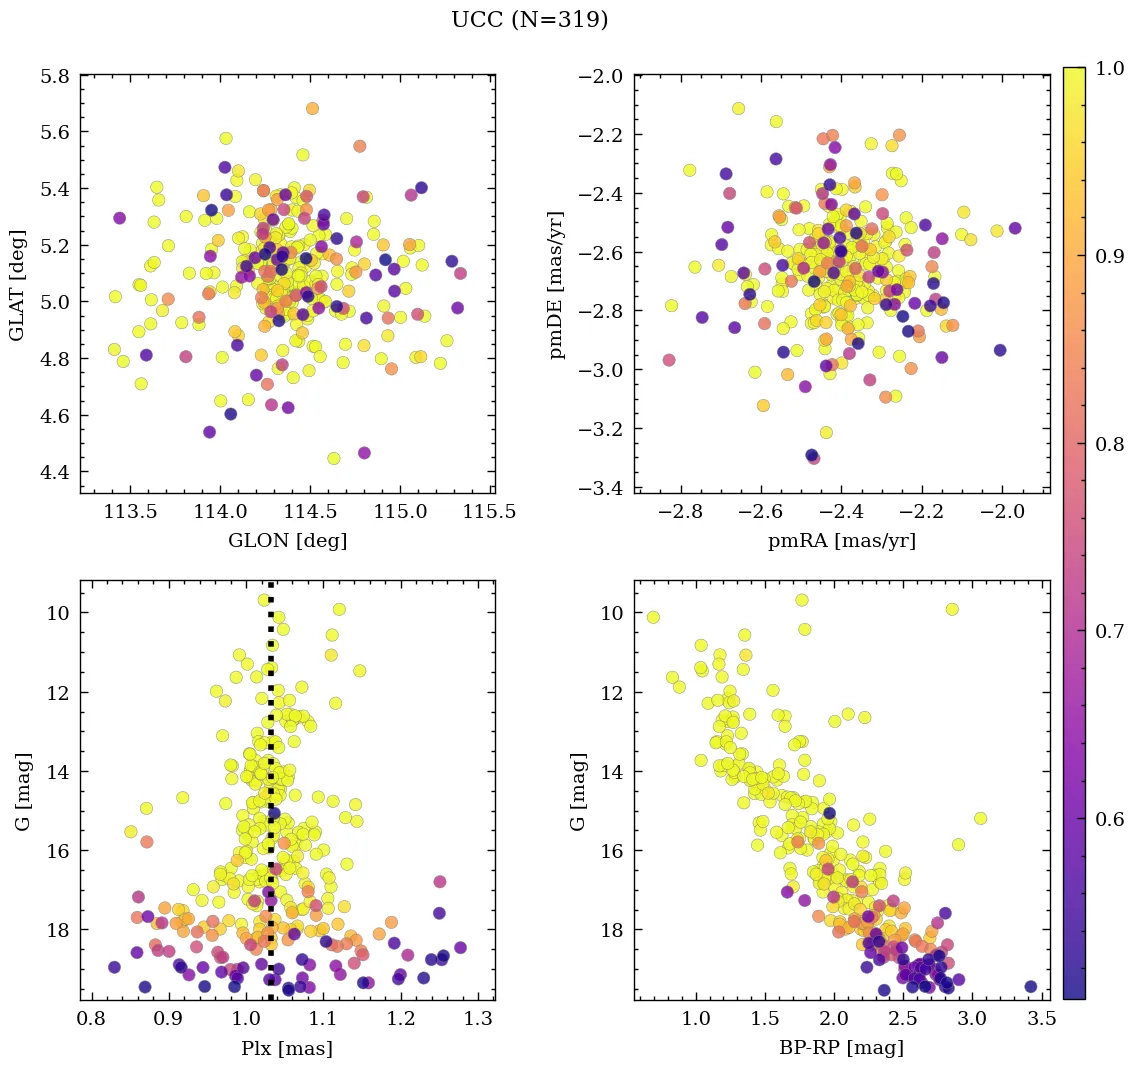 UCC (N=319)
5.8
5.6
5.4
5.2
5.0
4.8
4.6
4.4
GLAT [deg]
113.5 114.0 114.5 115.0 115.5
GLON [deg]
−2.0
−2.2
−2.4
−2.6
−2.8
−3.0
−3.2
−3.4
pmDE [mas/yr]
−2.8 −2.6 −2.4 −2.2 −2.0
pmRA [mas/yr]
10
12
14
16
18
G [mag]
0.8 0.9 1.0 1.1 1.2 1.3
Plx [mas]
10
12
14
16
18
G [mag]
1.0 1.5 2.0 2.5 3.0 3.5
BP-RP [mag]
1.0
0.9
0.8
0.7
0.6